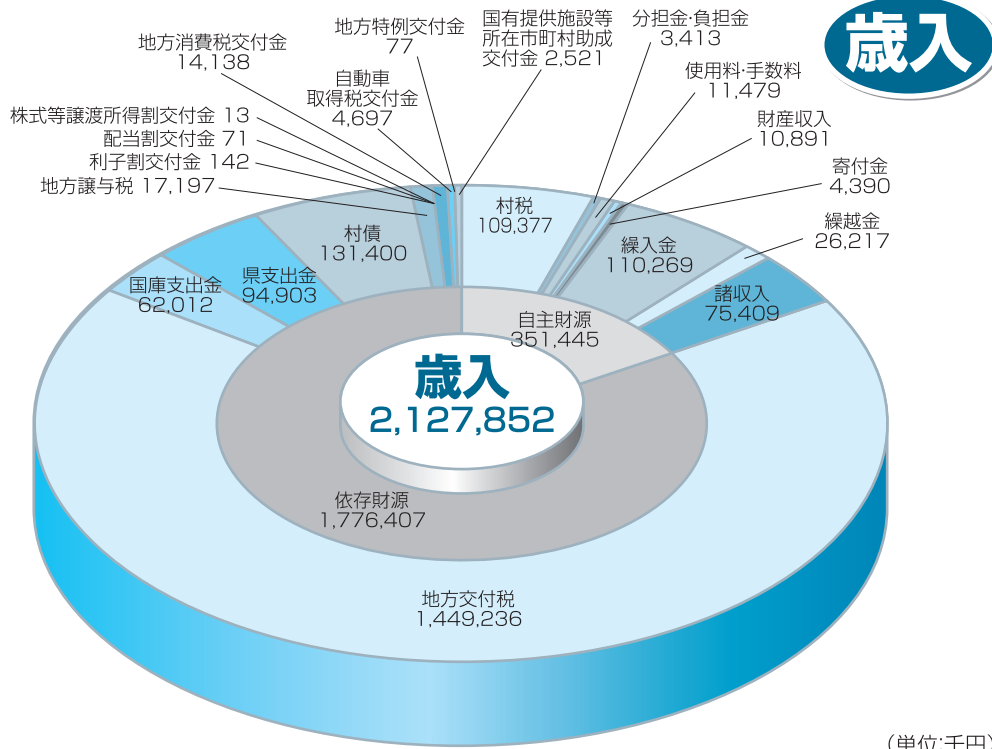 歳入
地方消費税交付金
14,138
地方特例交付金
77
国有提供施設等
所在市町村助成
交付金 2,521
分担金･負担金
3,413
自動車
取得税交付金
4,697
使用料･手数料
11,479
株式等譲渡所得割交付金 13
配当割交付金 71
利子割交付金 142
地方譲与税 17,197
財産収入
10,891
寄付金
4,390
繰越金
26,217
村税
109,377
村債
131,400
繰入金
110,269
県支出金
94,903
国庫支出金
62,012
諸収入
75,409
自主財源
351,445
歳入
2,127,852
依存財源
1,776,407
地方交付税
1,449,236
（単位:千円）